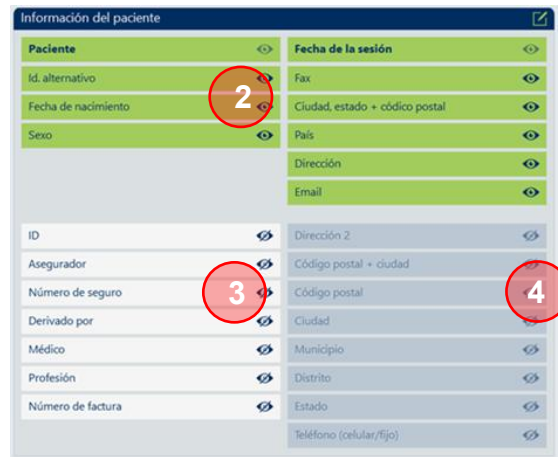 Información del paciente
Paciente
Fecha de la sesión
Id. alternativo
Fax
2
Fecha de nacimiento
Ciudad, estado + códico postal
Sexo
País
Dirección
Email
ID
Dirección 2
Asegurador
Código postal + ciudad
Número de seguro
3
Código postal
4
Derivado por
Ciudad
Médico
Municipio
Profesión
Distrito
Número de factura
Estado
Teléfono (celular/fijo)